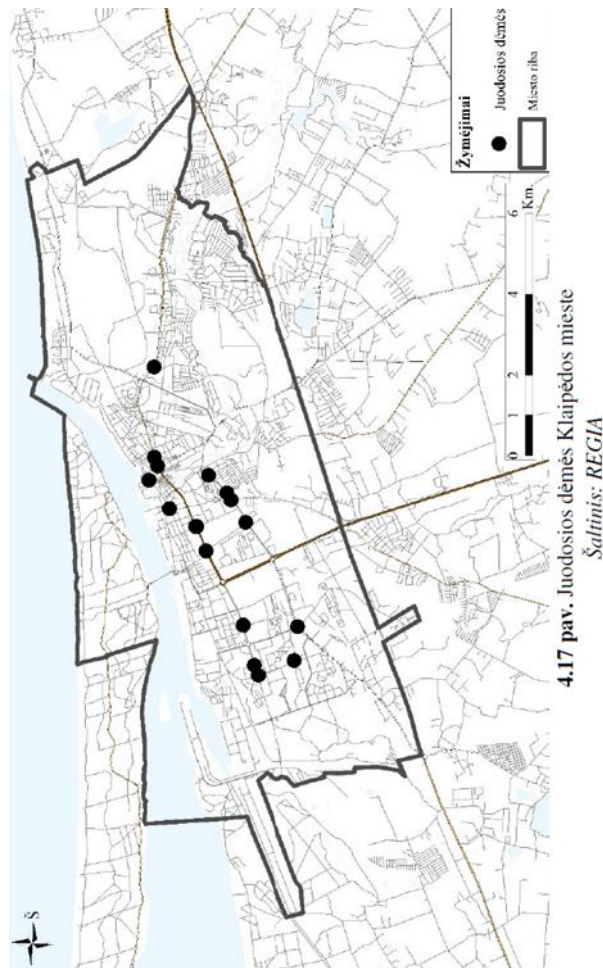 Š
Žymėjimai
Juodosios dėmės
Miesto riba
0 1 2 4 6
Km.
4.17 pav. Juodosios dėmės Klaipėdos mieste
Šaltinis: REGIA